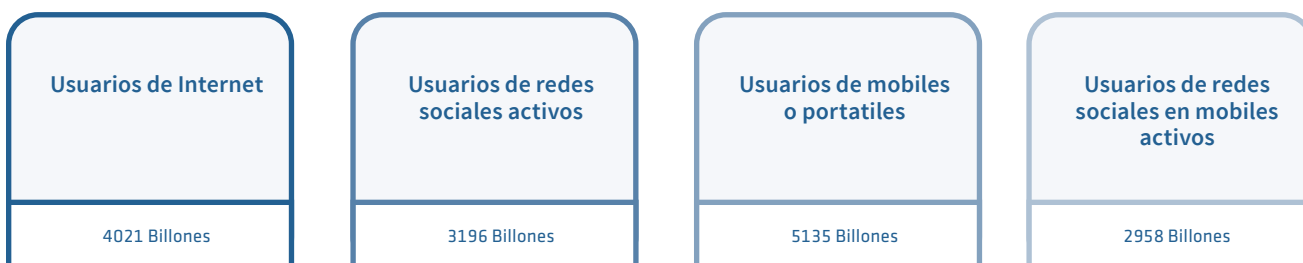 Usuarios de Internet
4021 Billones
Usuarios de redes
sociales activos
3196 Billones
Usuarios de mobiles
o portatiles
5135 Billones
Usuarios de redes
sociales en mobiles
activos
2958 Billones